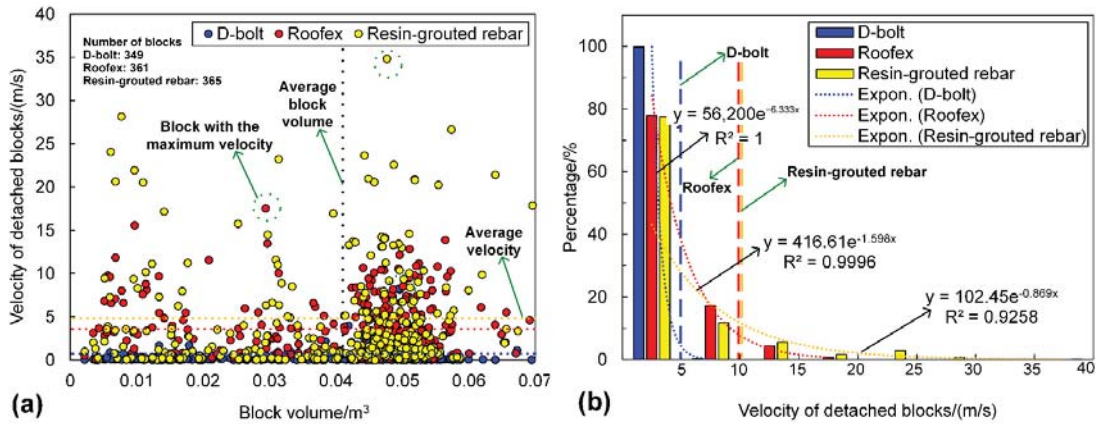 D-bolt
Roofex
Resin-grouted rebar
Number of blocks
D-bolt: 349
Roofex: 361
Resin-grouted rebar: 365
Average
block
volume
Block with the
maximum velocity
Average
velocity
Velocity of detached blocks/(m/s)
40
35
30
25
20
15
10
5
0
0
0.01
0.02
0.03
0.04
0.05
0.06
0.07
Block volume/m³
(a)
D-bolt
Roofex
Resin-grouted rebar
Expon. (D-bolt)
Expon. (Roofex)
Expon. (Resin-grouted rebar)
D-bolt
y = 56,200e⁻⁶·³³³ˣ
R² = 1
Roofex
Resin-grouted rebar
y = 416.61e⁻¹·⁵⁹⁸ˣ
R² = 0.9996
y = 102.45e⁻⁰·⁸⁶⁹ˣ
R² = 0.9258
Percentage/%
100
80
60
40
20
0
5
10
15
20
25
30
40
Velocity of detached blocks/(m/s)
(b)